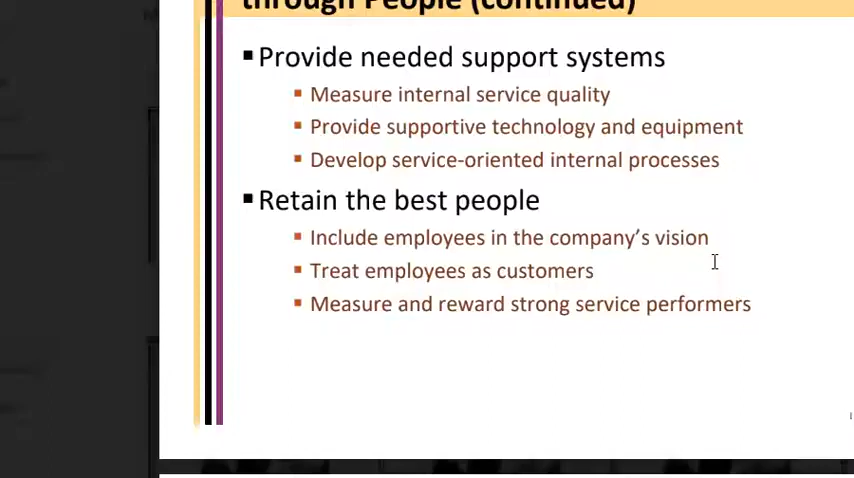 through People (continued)
▪Provide needed support systems
▪ Measure internal service quality
▪ Provide supportive technology and equipment
▪ Develop service-oriented internal processes
▪Retain the best people
▪ Include employees in the company’s vision
▪ Treat employees as customers
▪ Measure and reward strong service performers